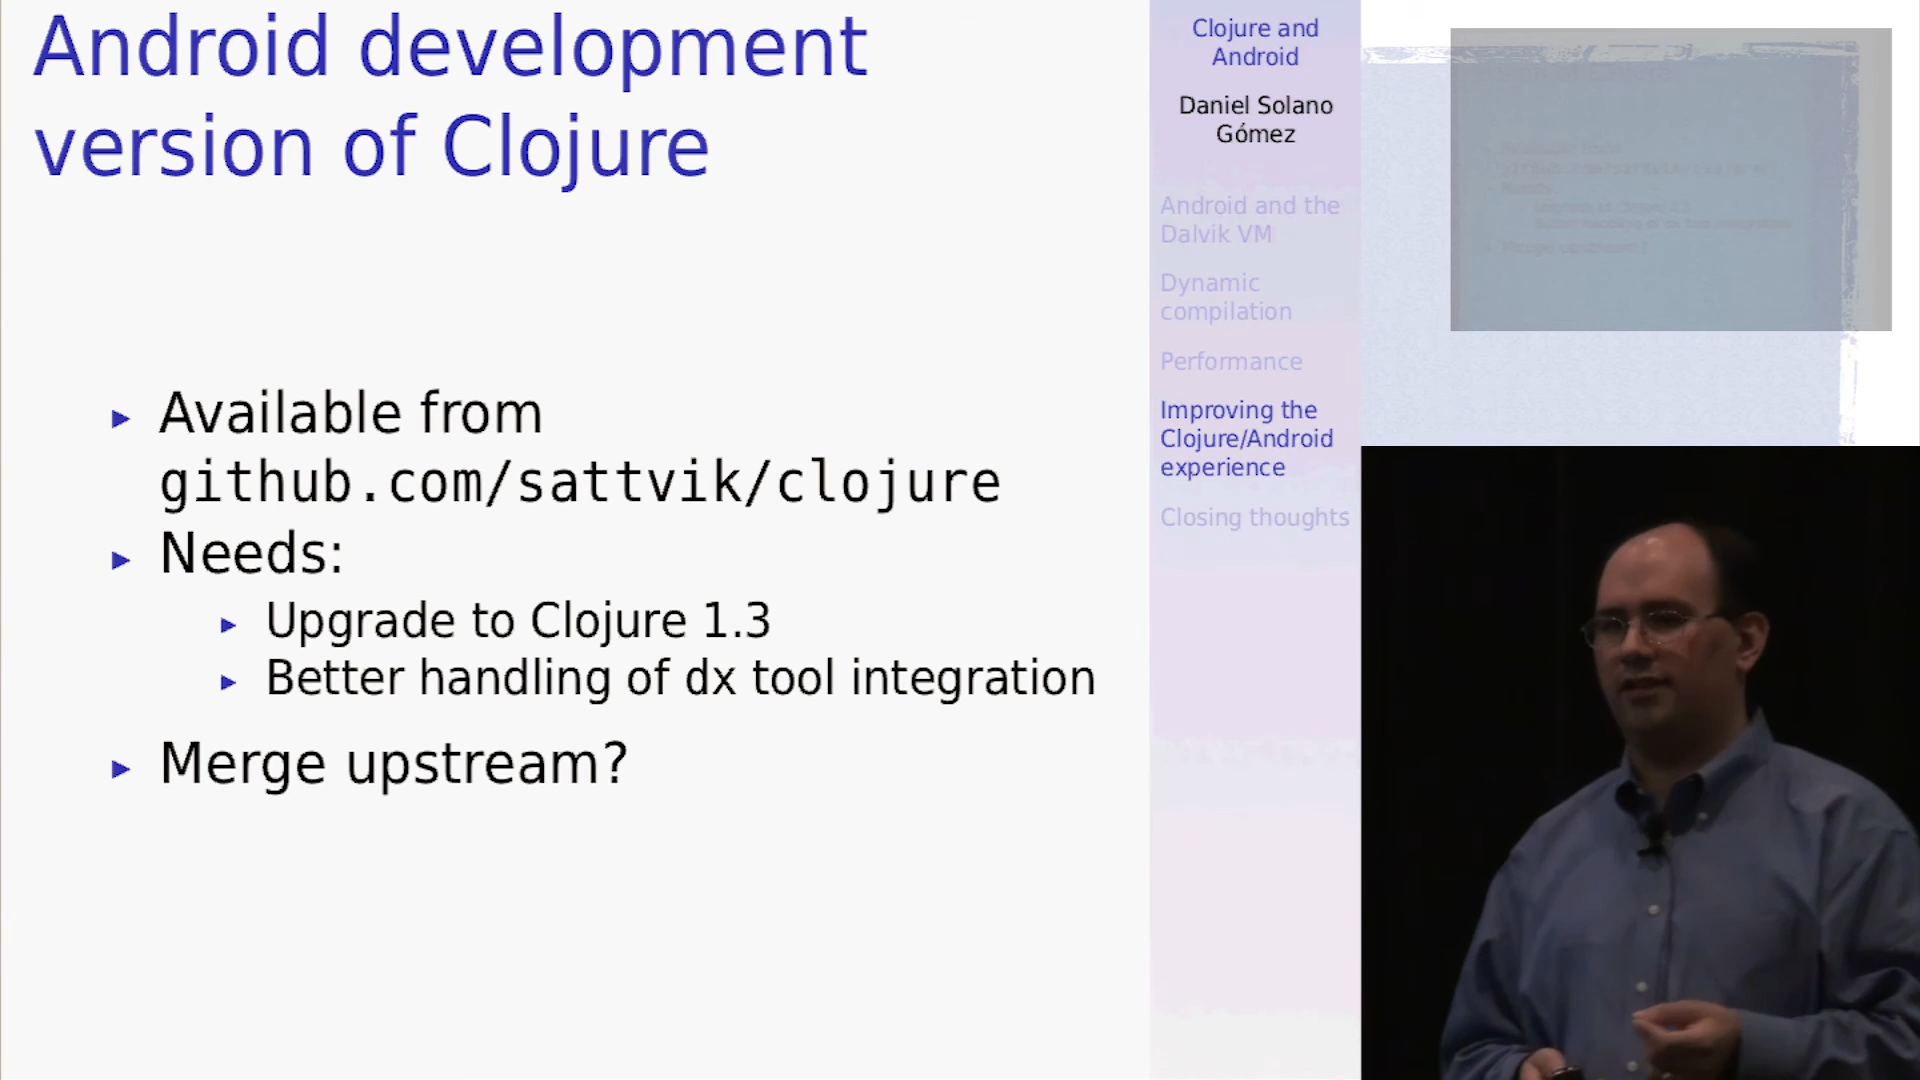 Android development
version of Clojure
▸ Available from
github.com/sattvik/clojure
▸ Needs:
▸ Upgrade to Clojure 1.3
▸ Better handling of dx tool integration
▸ Merge upstream?
Clojure and
Android
Daniel Solano
Gómez
Android and the
Dalvik VM
Dynamic
compilation
Performance
Improving the
Clojure/Android
experience
Closing thoughts